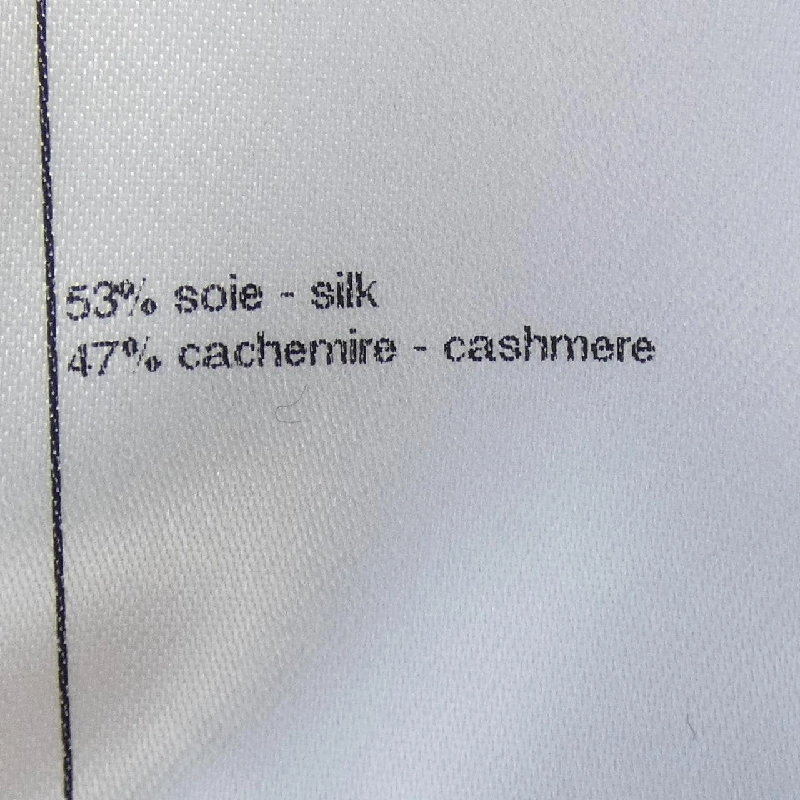 53% soie - silk
47% cachemire - cashmere